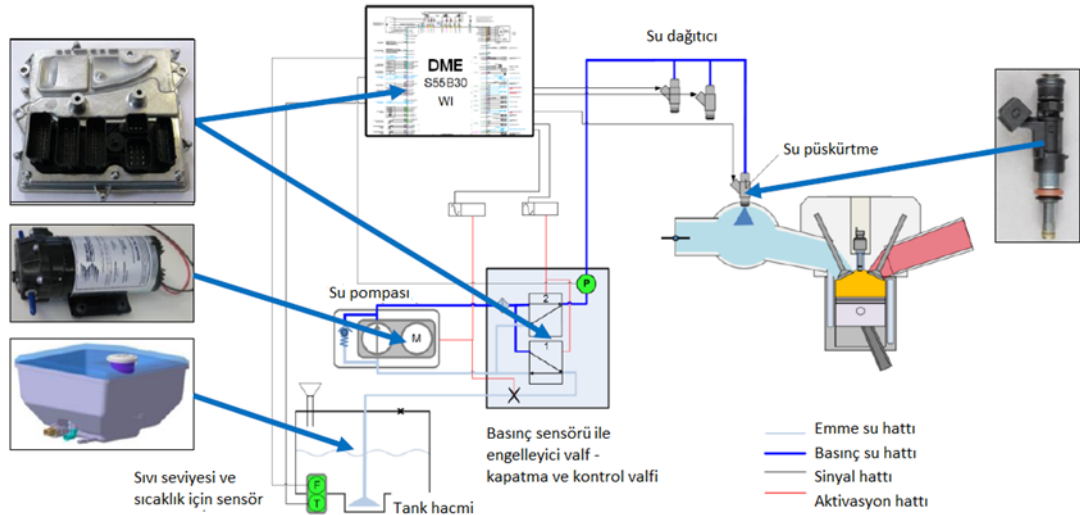 Su dağıtıcı
DME
S55B30
WI
Su püskürtme
P
2
Su pompası
M
1
Basınç sensörü ile
engelleyici valf -
kapatma ve kontrol valfi
Emme su hattı
Basınç su hattı
Sinyal hattı
Aktivasyon hattı
Sıvı seviyesi ve
sıcaklık için sensör
F
T
Tank hacmi